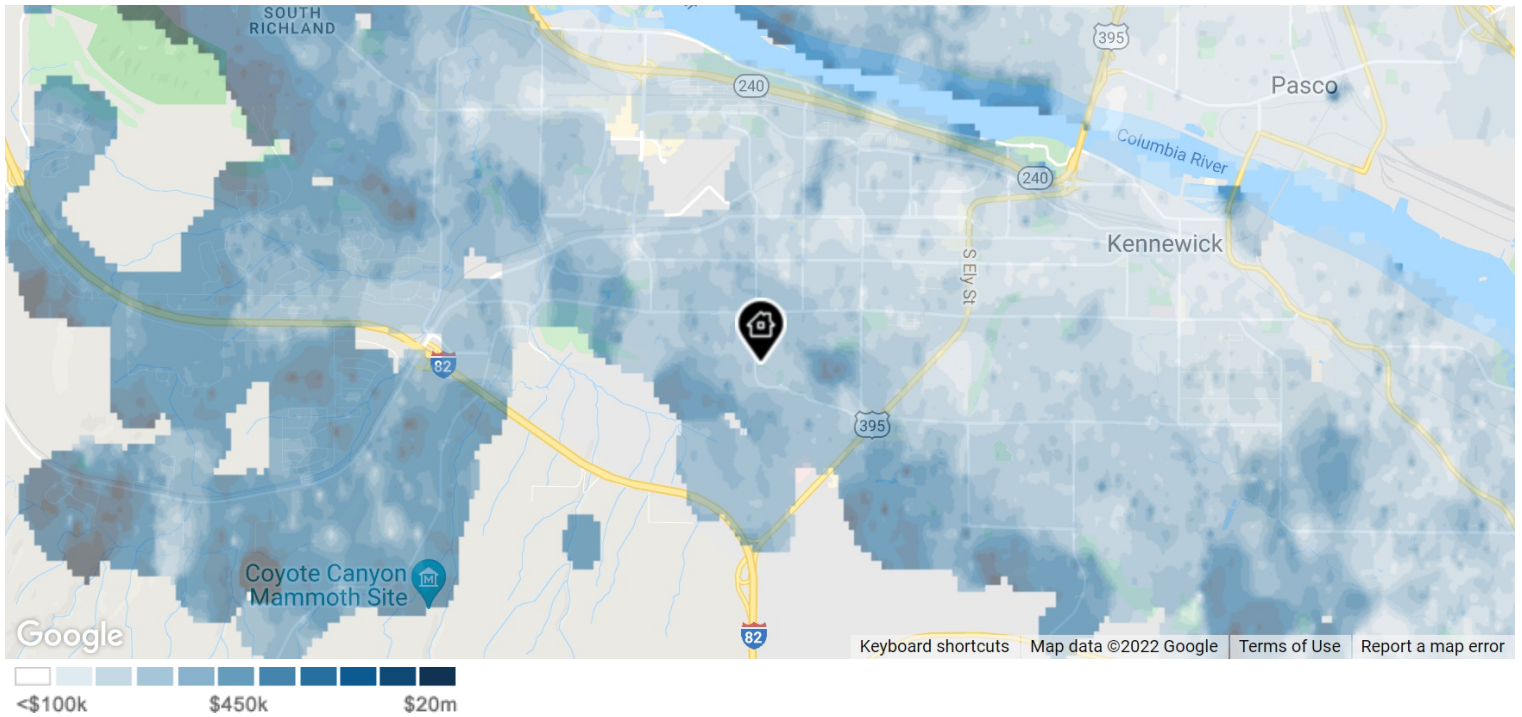 SOUTH
RICHLAND
395
240
Pasco
Columbia River
240
Kennewick
S Ely St
82
395
Coyote Canyon
Mammoth Site
M
Google
82
Keyboard shortcuts
Map data ©2022 Google
Terms of Use
Report a map error
<$100k
$450k
$20m